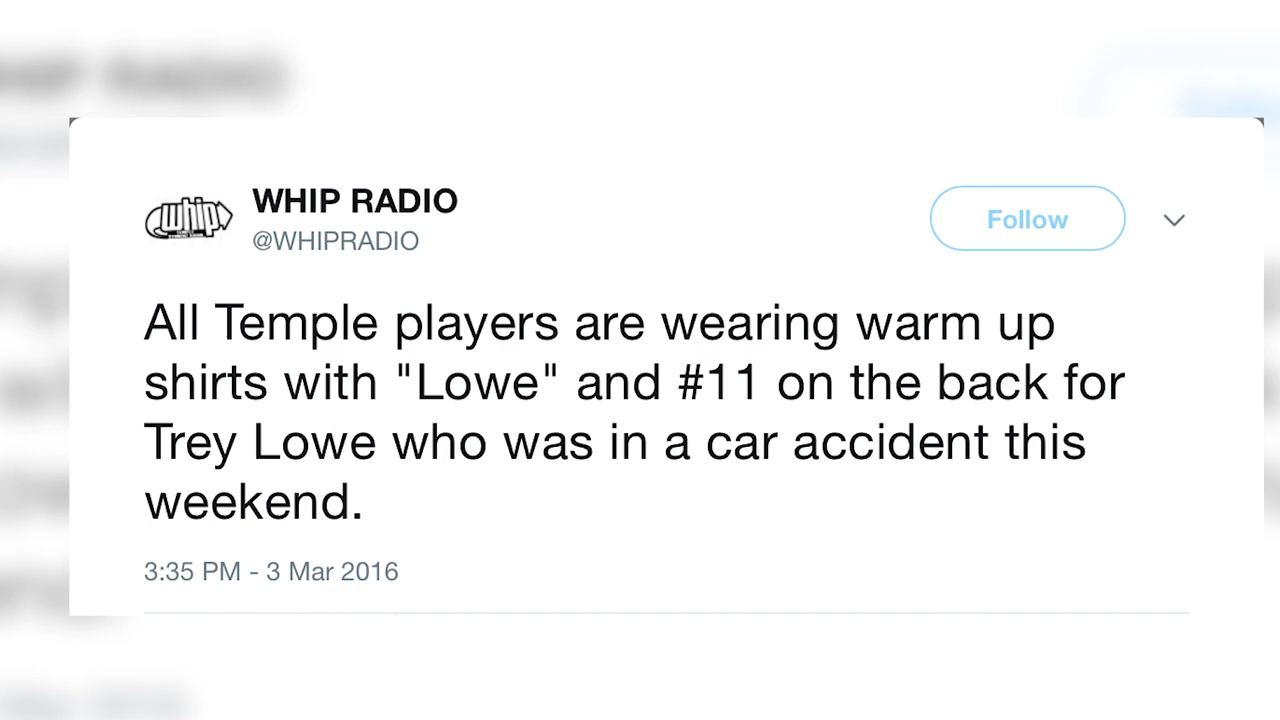 whip
WHIP RADIO
@WHIPRADIO
Follow
All Temple players are wearing warm up
shirts with "Lowe" and #11 on the back for
Trey Lowe who was in a car accident this
weekend.
3:35 PM - 3 Mar 2016